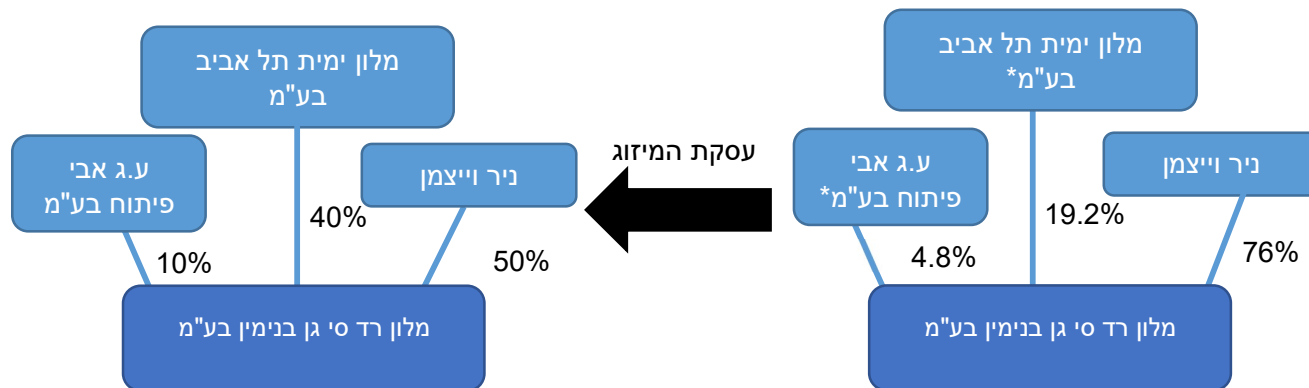 מלון ימית תל אביב
בע"מ*
ע.ג אבי
פיתוח בע"מ*
ניר וייצמן
19.2%
4.8%
76%
מלון רד סי גן בנימין בע"מ
עסקת המיזוג
מלון ימית תל אביב
בע"מ
ע.ג אבי
פיתוח בע"מ
ניר וייצמן
40%
10%
50%
מלון רד סי גן בנימין בע"מ